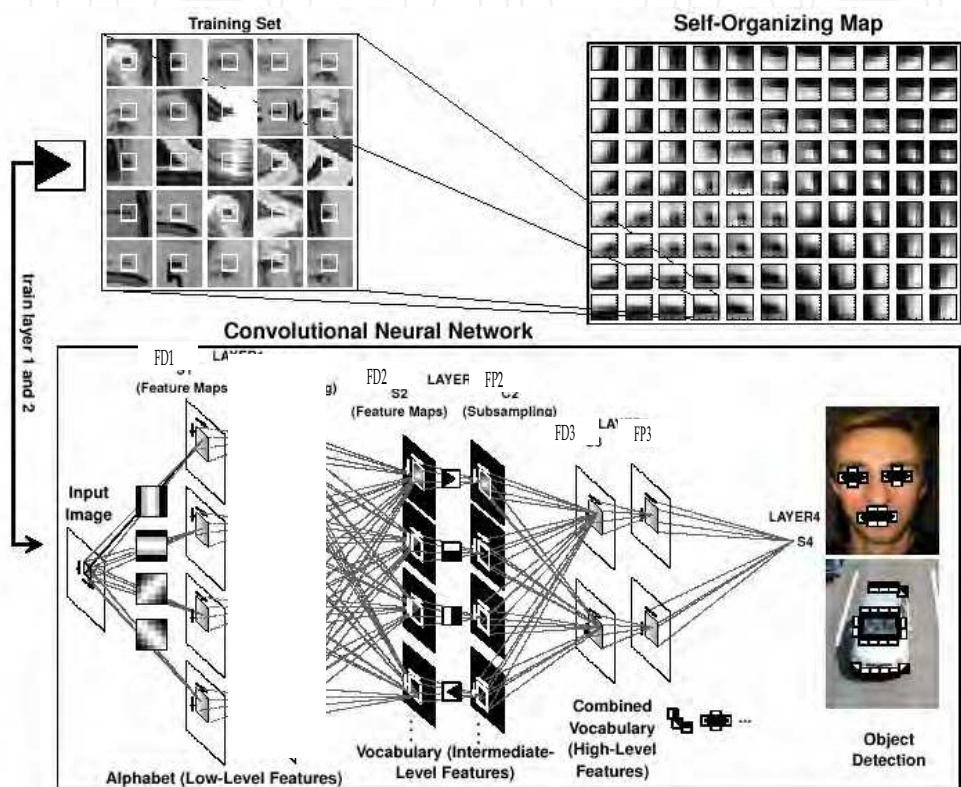 Training Set
Self-Organizing Map
train layer 1 and 2
Convolutional Neural Network
FD1
(Feature Maps
FD2
LAYER
FP2
S2
(Feature Maps)
(Subsampling)
FD3
FP3
Input
Image
LAYER4
S4
Alphabet (Low-Level Features)
Vocabulary (Intermediate-
Level Features)
Combined
Vocabulary
(High-Level
Features)
...
Object
Detection